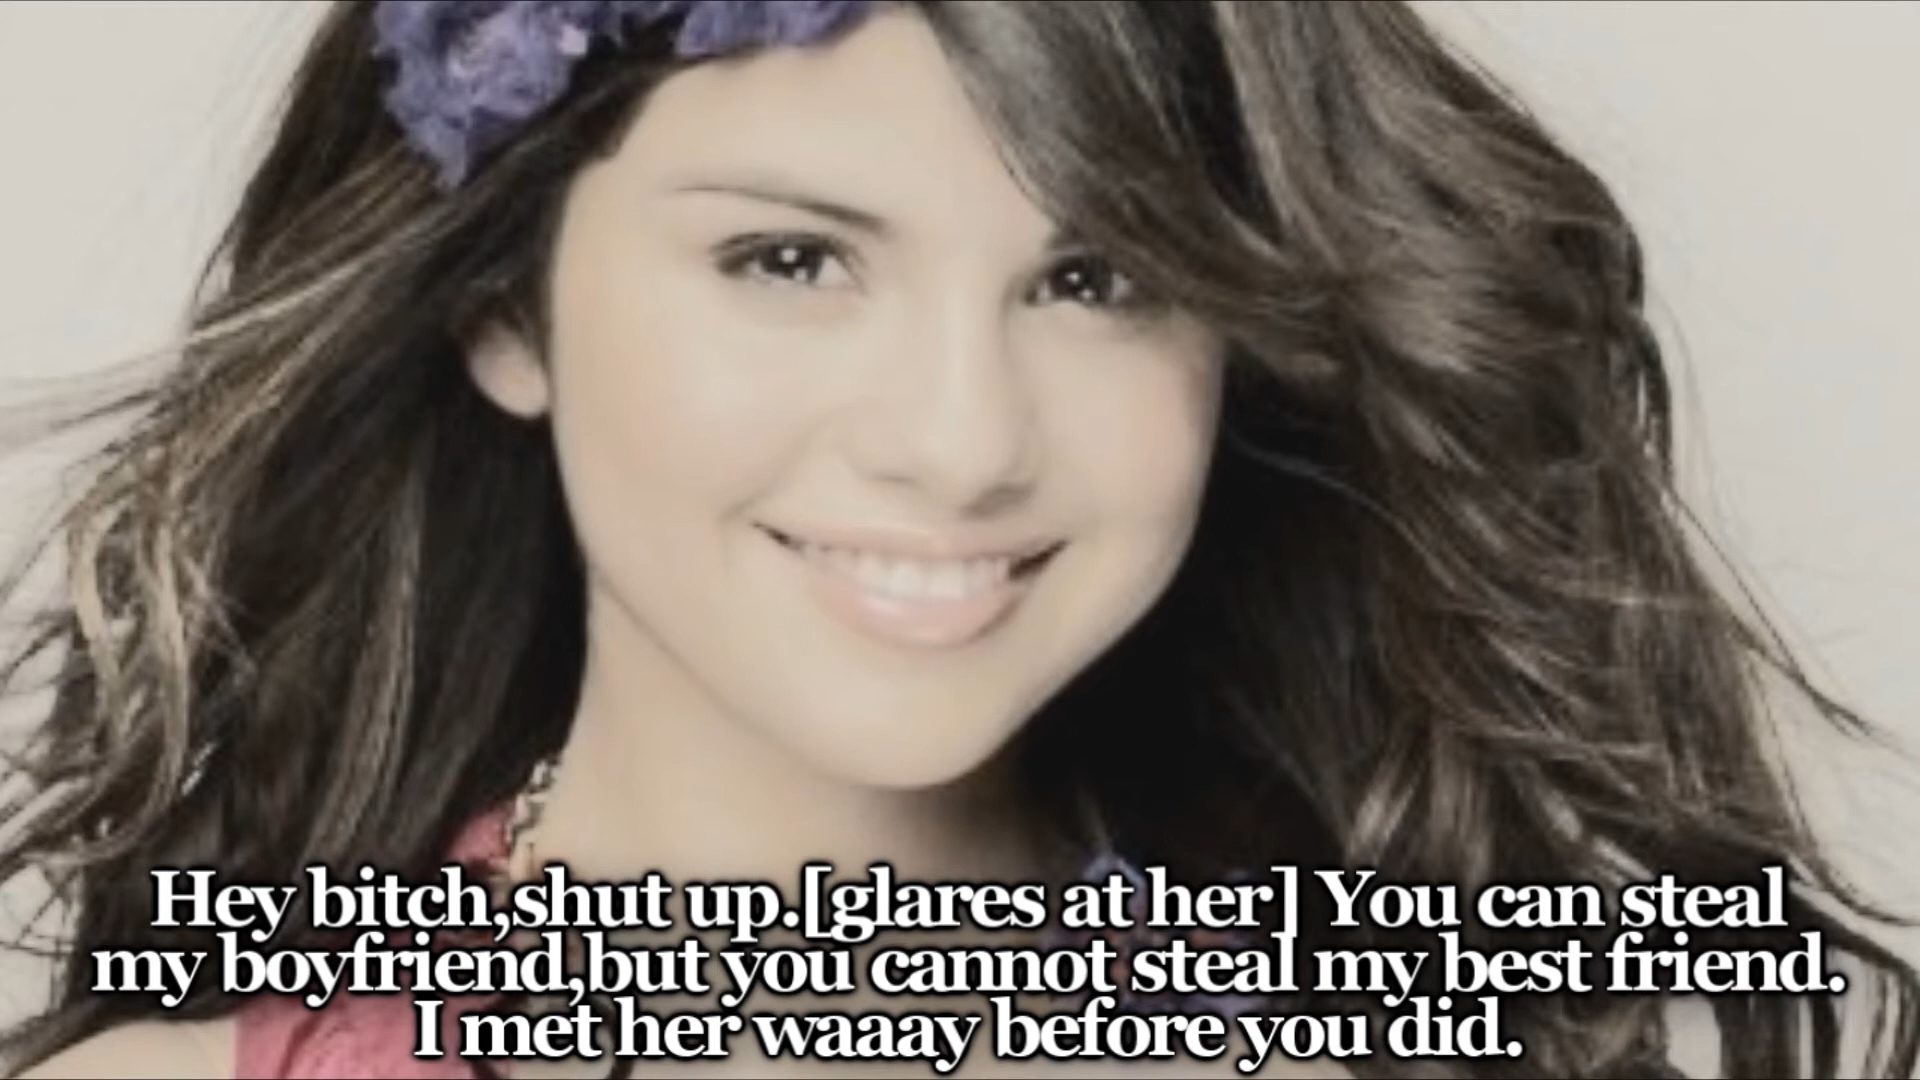 Hey bitch,shut up.[glares at her] You can steal
my boyfriend,but you cannot steal my best friend.
I met her waaay before you did.